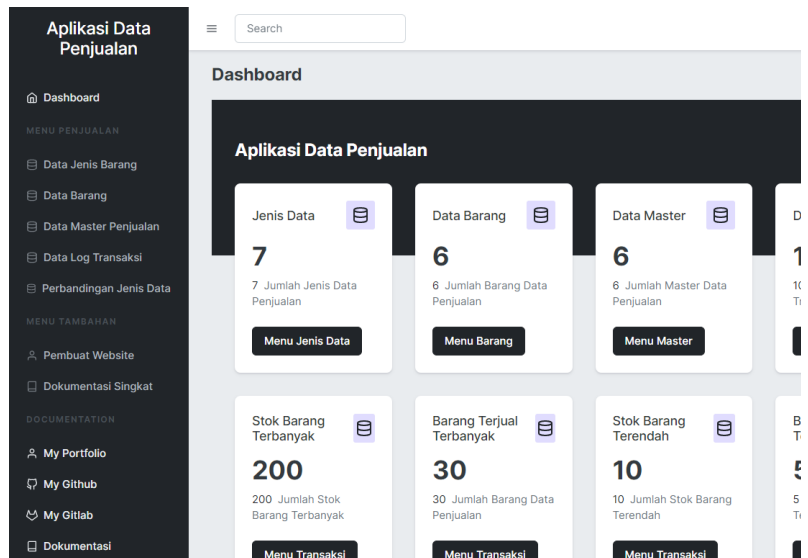 Aplikasi Data
Penjualan
Dashboard
MENU PENJUALAN
Data Jenis Barang
Data Barang
Data Master Penjualan
Data Log Transaksi
Perbandingan Jenis Data
MENU TAMBAHAN
Pembuat Website
Dokumentasi Singkat
DOCUMENTATION
My Portfolio
My Github
My Gitlab
Dokumentasi
Search
Dashboard
Aplikasi Data Penjualan
Jenis Data
7
7 Jumlah Jenis Data
Penjualan
Menu Jenis Data
Data Barang
6
6 Jumlah Barang Data
Penjualan
Menu Barang
Data Master
6
6 Jumlah Master Data
Penjualan
Menu Master
Stok Barang
Terbanyak
200
200 Jumlah Stok
Barang Terbanyak
Menu Transaksi
Barang Terjual
Terbanyak
30
30 Jumlah Barang Data
Penjualan
Menu Transaksi
Stok Barang
Terendah
10
10 Jumlah Stok Barang
Terendah
Menu Transaksi